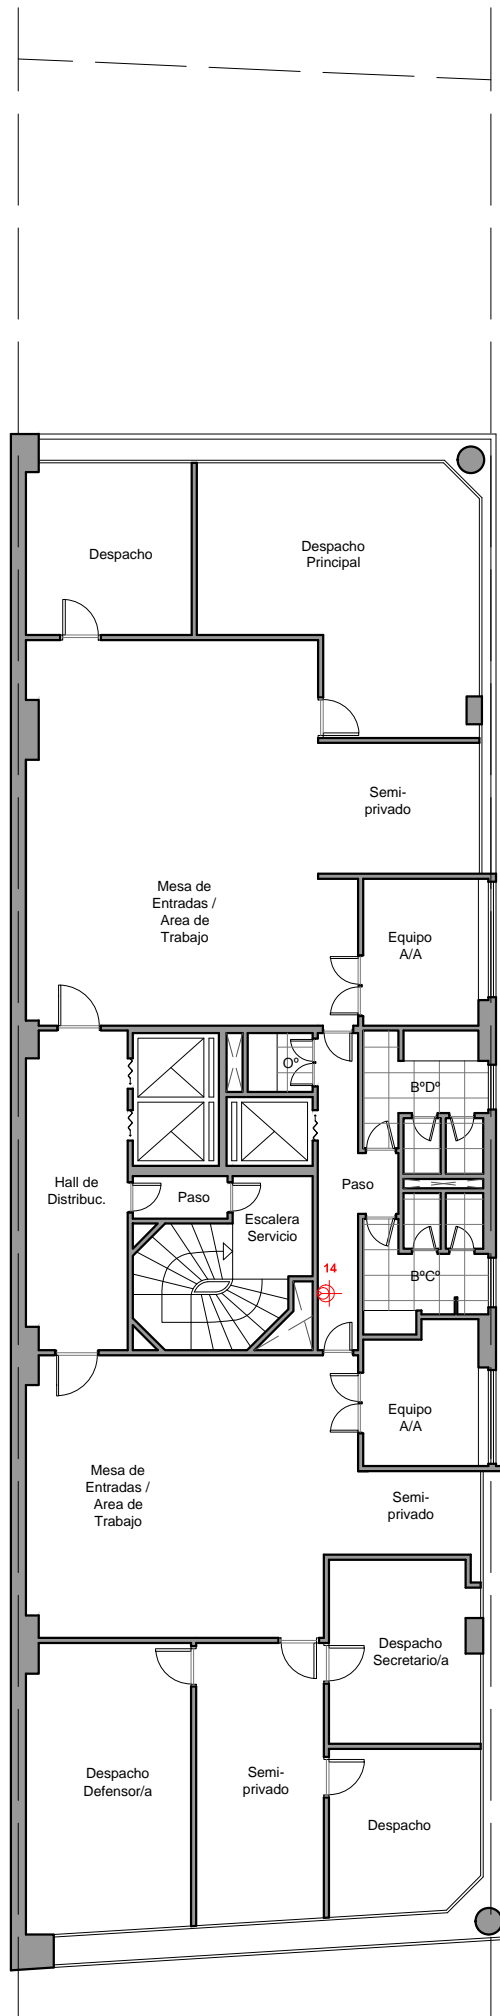 Despacho
Despacho
Principal
Semi-
privado
Mesa de
Entradas /
Area de
Trabajo
Equipo
A/A
Oº
BºDº
Hall de
Distribuc.
Paso
Paso
Escalera
Servicio
14
BºCº
Equipo
A/A
Mesa de
Entradas /
Area de
Trabajo
Semi-
privado
Despacho
Secretario/a
Despacho
Defensor/a
Semi-
privado
Despacho